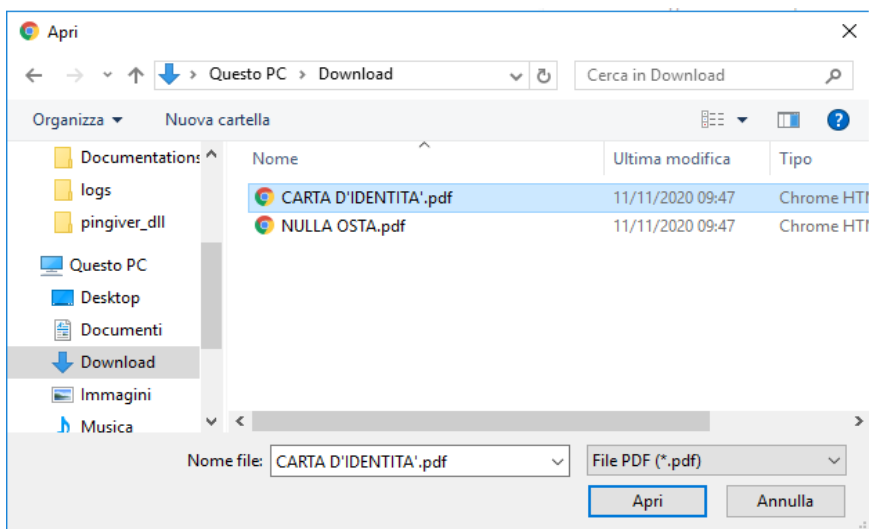 Apri
Questo PC > Download
Cerca in Download
Organizza
Nuova cartella
Nome
Ultima modifica
Tipo
Documentations
CARTA D'IDENTITA'.pdf
11/11/2020 09:47
Chrome HTM
logs
NULLA OSTA.pdf
11/11/2020 09:47
Chrome HTM
pingiver_dll
Questo PC
Desktop
Documenti
Download
Immagini
Musica
Nome file:
CARTA D'IDENTITA'.pdf
File PDF (*.pdf)
Apri
Annulla